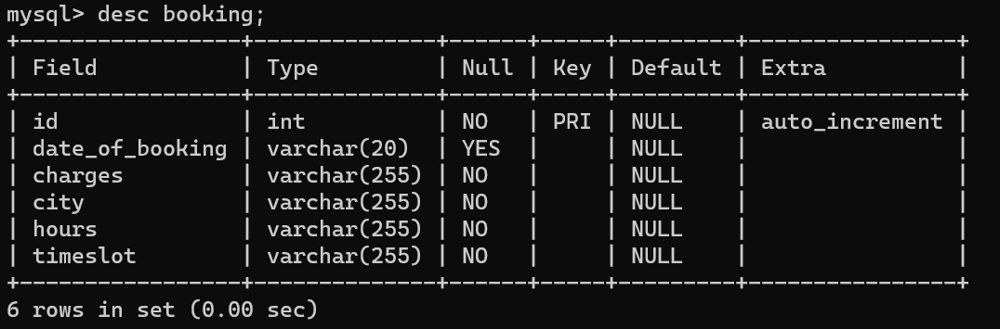 mysql> desc booking;
+-----------------+--------------+------+-----+---------+----------------+
| Field           | Type         | Null | Key | Default | Extra          |
+-----------------+--------------+------+-----+---------+----------------+
| id              | int          | NO   | PRI | NULL    | auto_increment |
| date_of_booking | varchar(20)  | YES  |     | NULL    |                |
| charges         | varchar(255) | NO   |     | NULL    |                |
| city            | varchar(255) | NO   |     | NULL    |                |
| hours           | varchar(255) | NO   |     | NULL    |                |
| timeslot        | varchar(255) | NO   |     | NULL    |                |
+-----------------+--------------+------+-----+---------+----------------+
6 rows in set (0.00 sec)